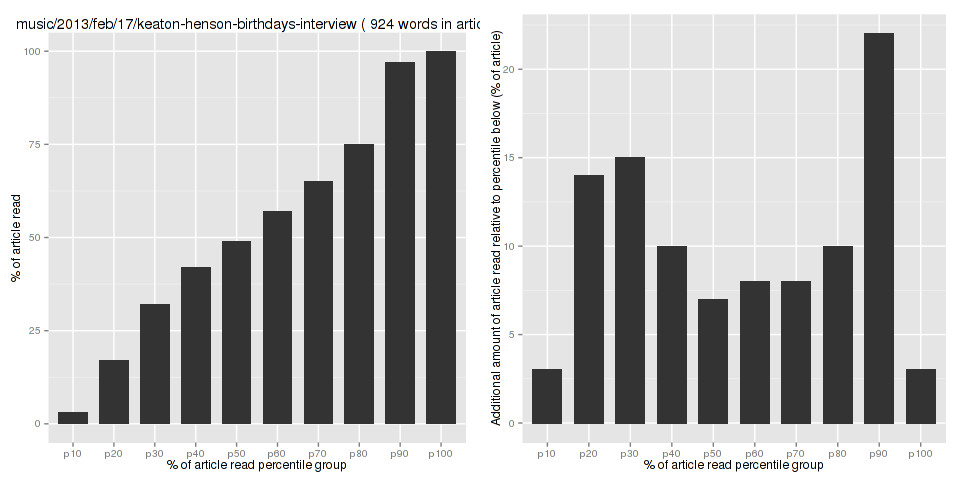 music/2013/feb/17/keaton-henson-birthdays-interview ( 924 words in artic
% of article read
100
75
50
25
0
p10 p20 p30 p40 p50 p60 p70 p80 p90 p100
% of article read percentile group
Additional amount of article read relative to percentile below (% of article)
20
15
10
5
0
p10 p20 p30 p40 p50 p60 p70 p80 p90 p100
% of article read percentile group